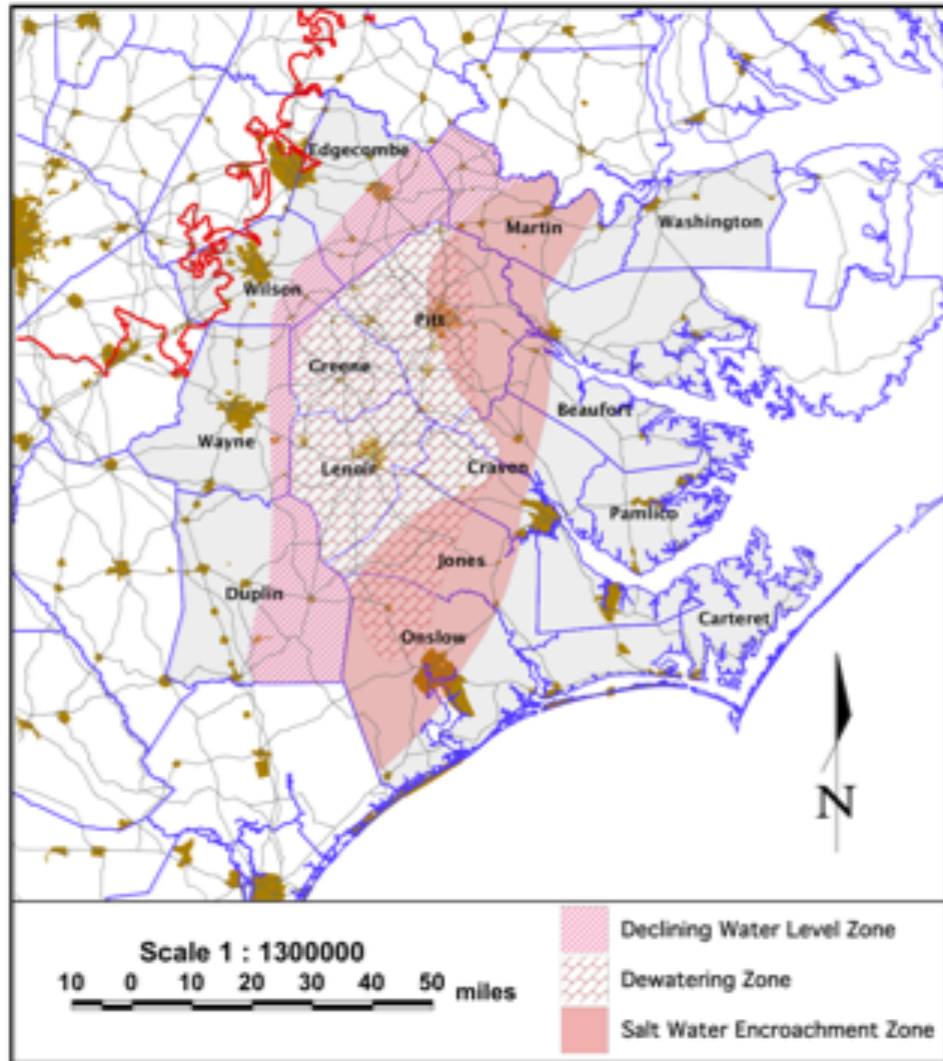 Edgecombe
Martin
Washington
Wilson
Pitt
Greene
Beaufort
Wayne
Lenoir
Craven
Pamlico
Jones
Duplin
Onslow
Carteret
N
Scale 1 : 1300000
10 0 10 20 30 40 50 miles
Declining Water Level Zone
Dewatering Zone
Salt Water Encroachment Zone